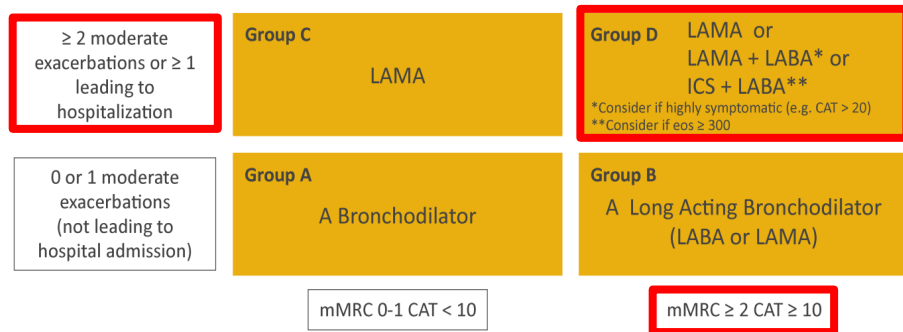 ≥ 2 moderate
exacerbations or ≥ 1
leading to
hospitalization
Group C
LAMA
Group D
LAMA or
LAMA + LABA* or
ICS + LABA**
*Consider if highly symptomatic (e.g. CAT > 20)
**Consider if eos ≥ 300
0 or 1 moderate
exacerbations
(not leading to
hospital admission)
Group A
A Bronchodilator
Group B
A Long Acting Bronchodilator
(LABA or LAMA)
mMRC 0-1 CAT < 10
mMRC ≥ 2 CAT ≥ 10